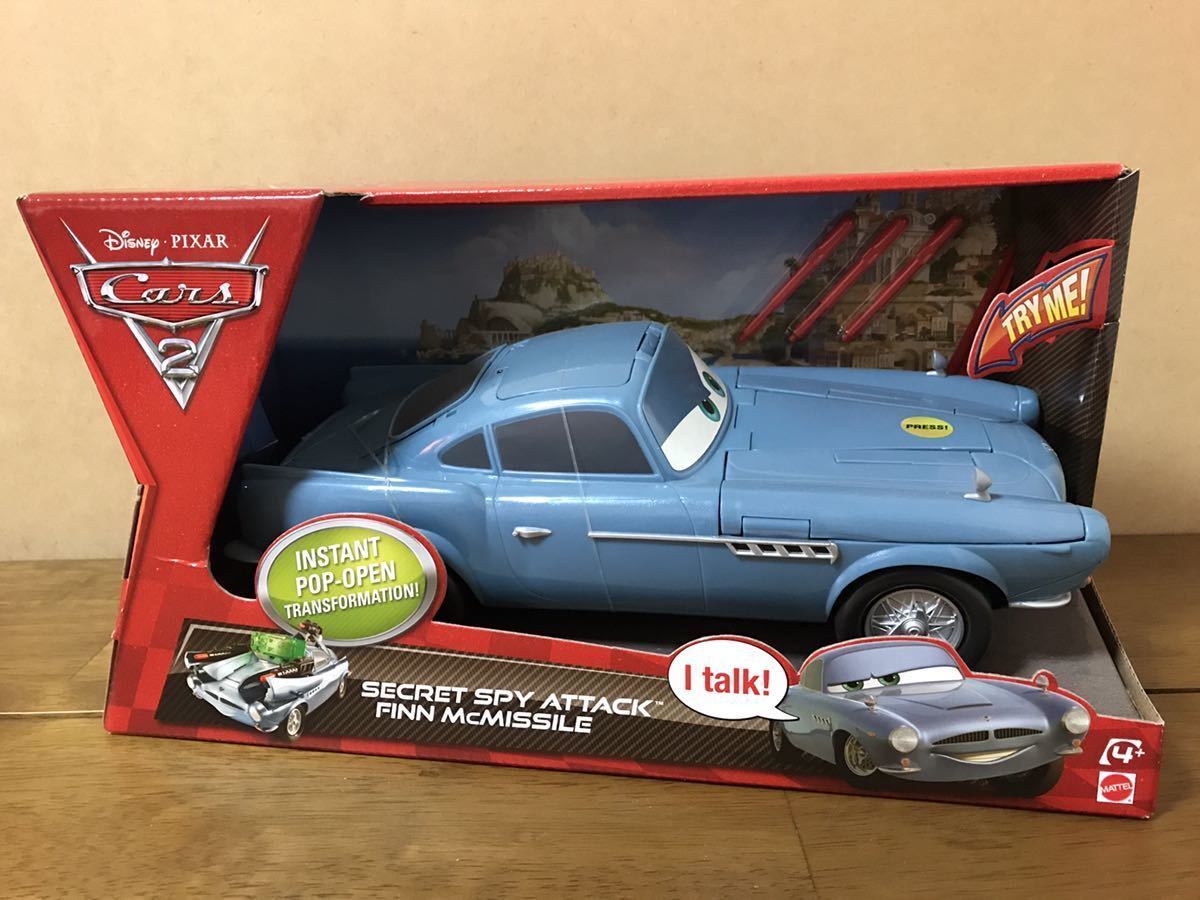 Disney · PIXAR
Cars
2
TRY ME!
PRESS!
INSTANT
POP-OPEN
TRANSFORMATION!
I talk!
SECRET SPY ATTACK™
FINN McMISSILE
4+
MATTEL